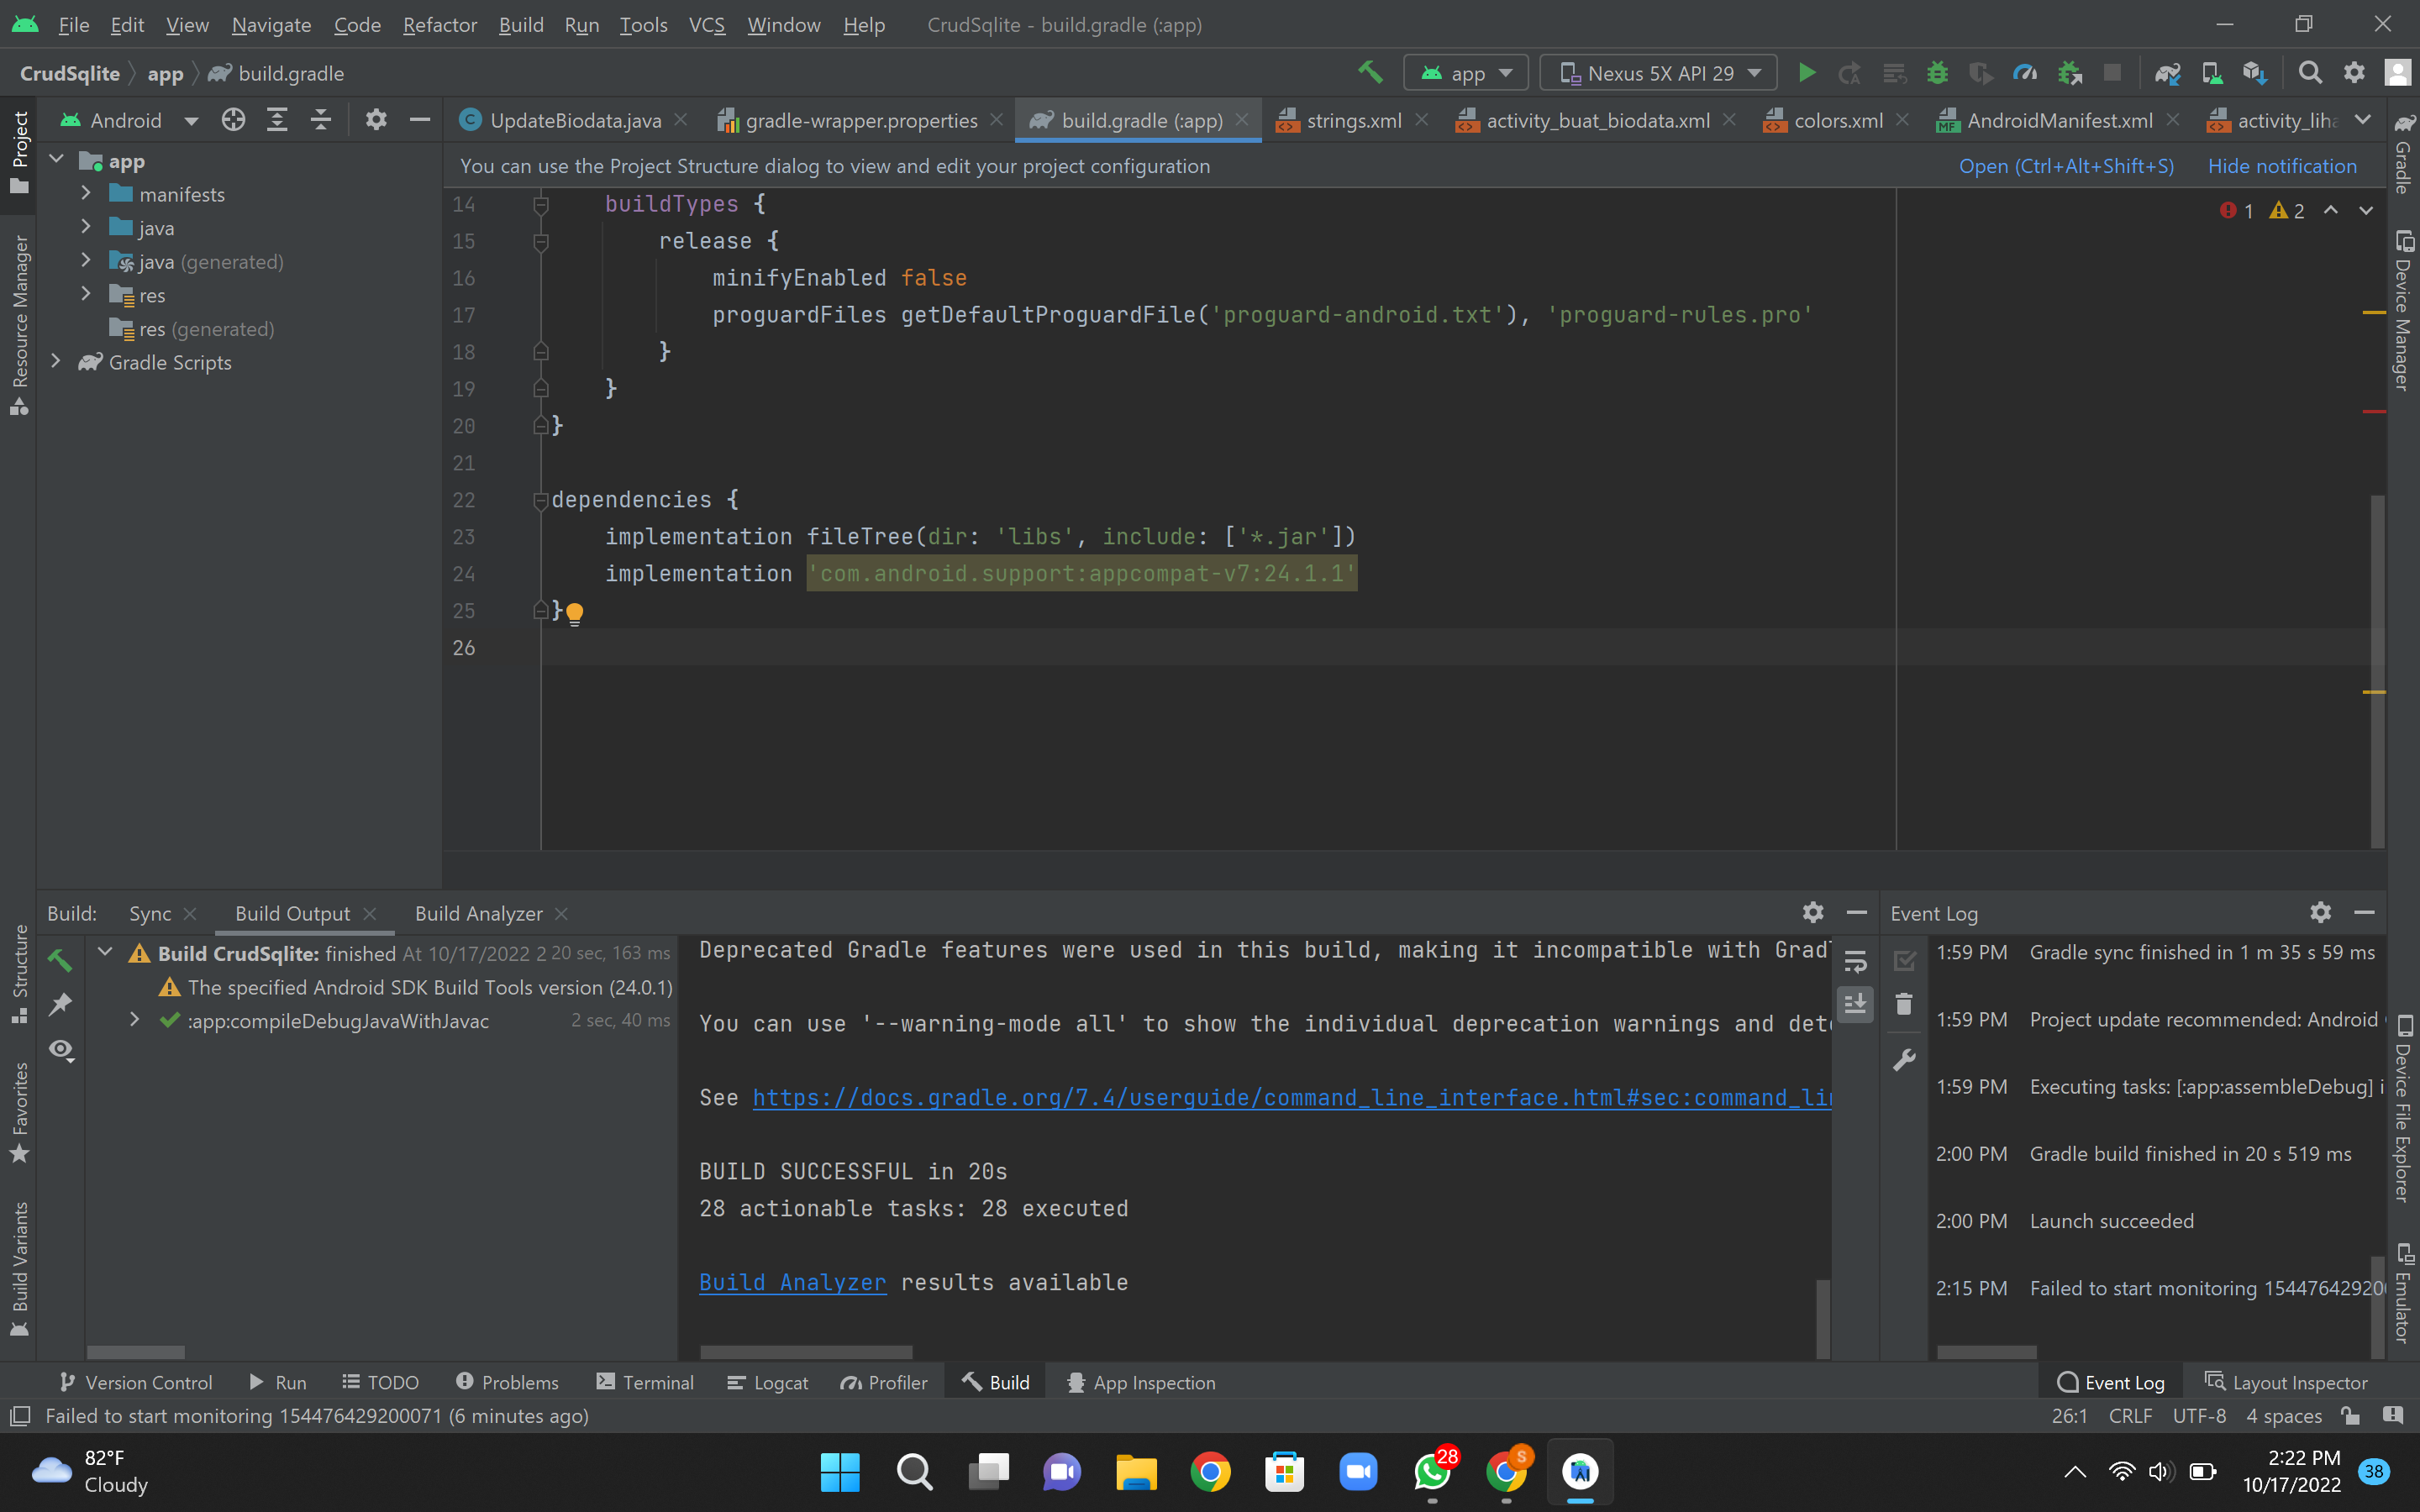 File Edit View Navigate Code Refactor Build Run Tools VCS Window Help CrudSqlite - build.gradle (:app)
CrudSqlite app build.gradle
app Nexus 5X API 29
Android
UpdateBiodata.java gradle-wrapper.properties build.gradle (:app) strings.xml activity_buat_biodata.xml colors.xml AndroidManifest.xml activity_liha
You can use the Project Structure dialog to view and edit your project configuration Open (Ctrl+Alt+Shift+S) Hide notification
Project
Resource Manager
Structure
Favorites
Build Variants
app
manifests
java
java (generated)
res
res (generated)
Gradle Scripts
1 2
14 buildTypes {
15 release {
16 minifyEnabled false
17 proguardFiles getDefaultProguardFile('proguard-android.txt'), 'proguard-rules.pro'
18 }
19 }
20 }
21
22 dependencies {
23 implementation fileTree(dir: 'libs', include: ['*.jar'])
24 implementation 'com.android.support:appcompat-v7:24.1.1'
25 }
26
Gradle
Device Manager
Device File Explorer
Emulator
Build: Sync Build Output Build Analyzer
Build CrudSqlite: finished At 10/17/2022 2 20 sec, 163 ms
The specified Android SDK Build Tools version (24.0.1)
:app:compileDebugJavaWithJavac 2 sec, 40 ms
Deprecated Gradle features were used in this build, making it incompatible with Grad
You can use '--warning-mode all' to show the individual deprecation warnings and dete
See https://docs.gradle.org/7.4/userguide/command_line_interface.html#sec:command_lin
BUILD SUCCESSFUL in 20s
28 actionable tasks: 28 executed
Build Analyzer results available
Event Log
1:59 PM Gradle sync finished in 1 m 35 s 59 ms
1:59 PM Project update recommended: Android
1:59 PM Executing tasks: [:app:assembleDebug] i
2:00 PM Gradle build finished in 20 s 519 ms
2:00 PM Launch succeeded
2:15 PM Failed to start monitoring 154476429200
Version Control Run TODO Problems Terminal Logcat Profiler Build App Inspection Event Log Layout Inspector
Failed to start monitoring 154476429200071 (6 minutes ago) 26:1 CRLF UTF-8 4 spaces
82°F
Cloudy
28
S
2:22 PM
10/17/2022
38